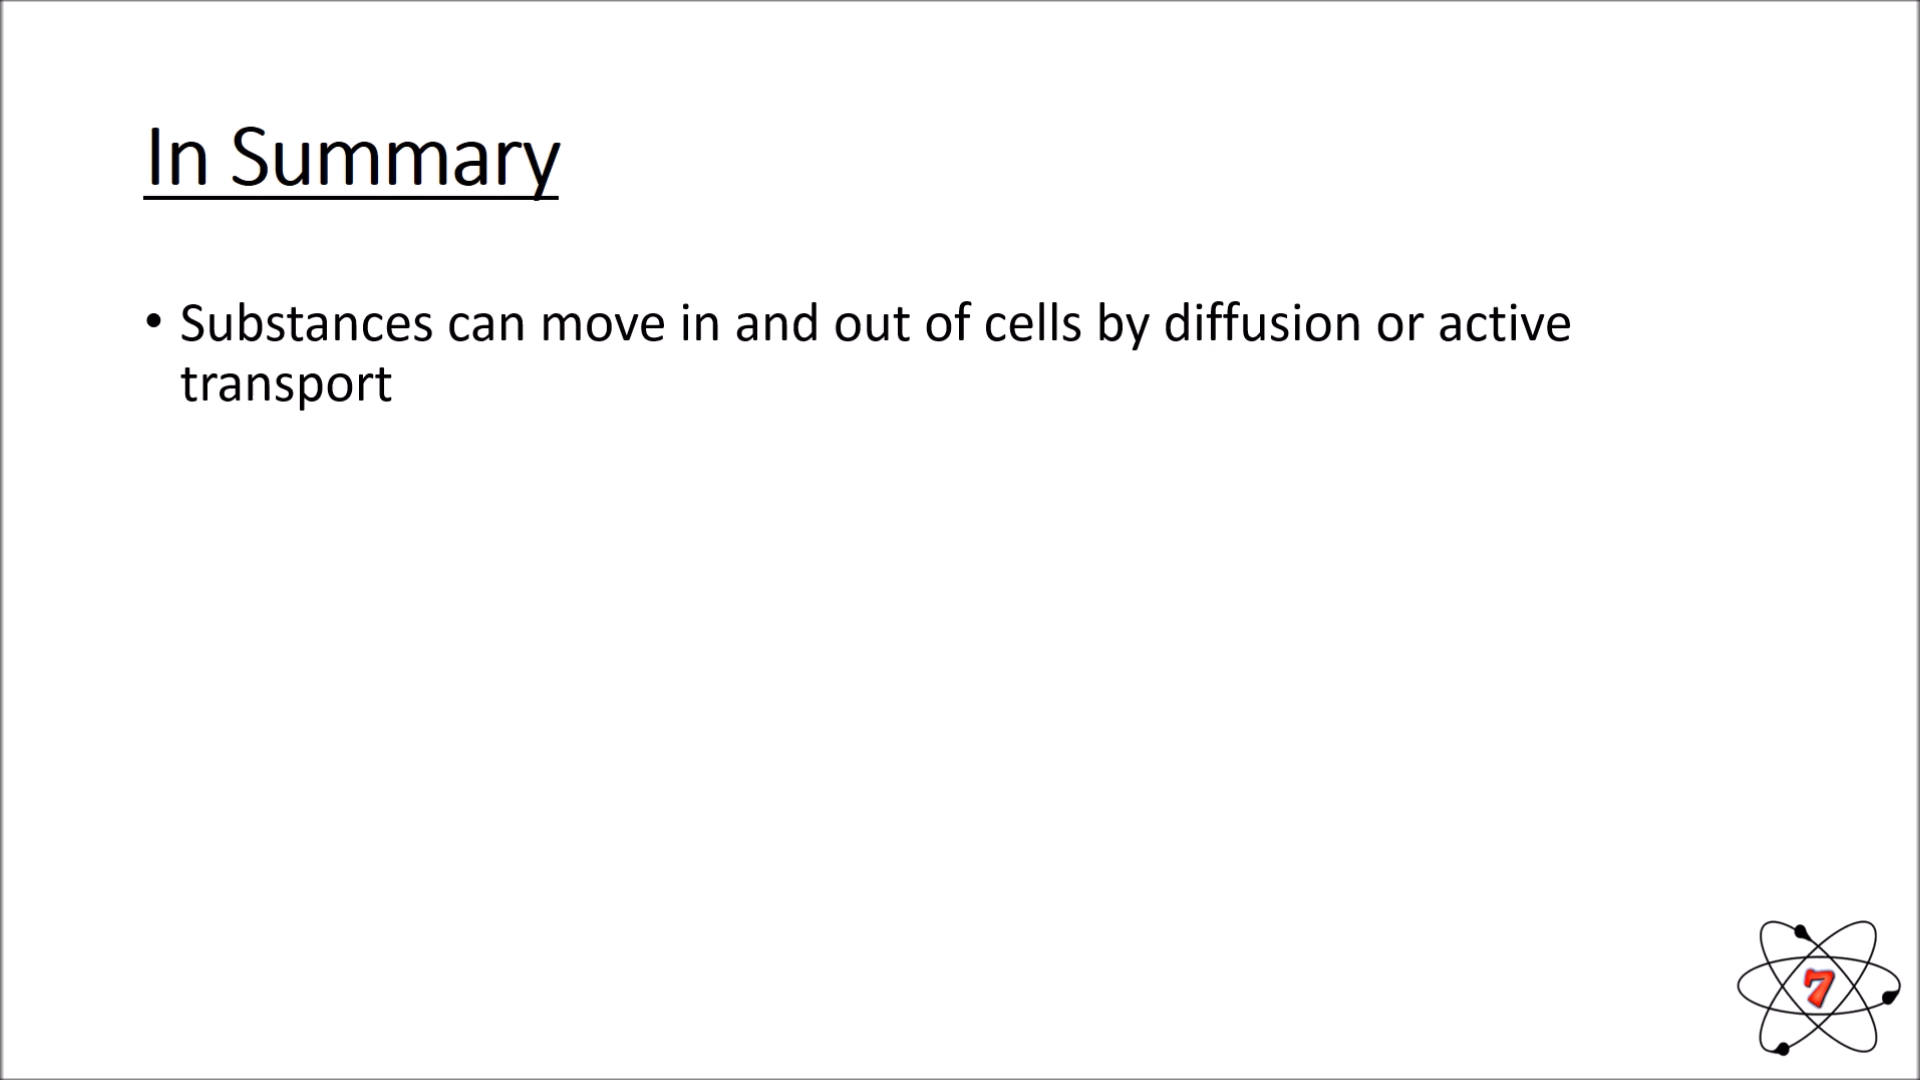 In Summary
• Substances can move in and out of cells by diffusion or active
transport
7